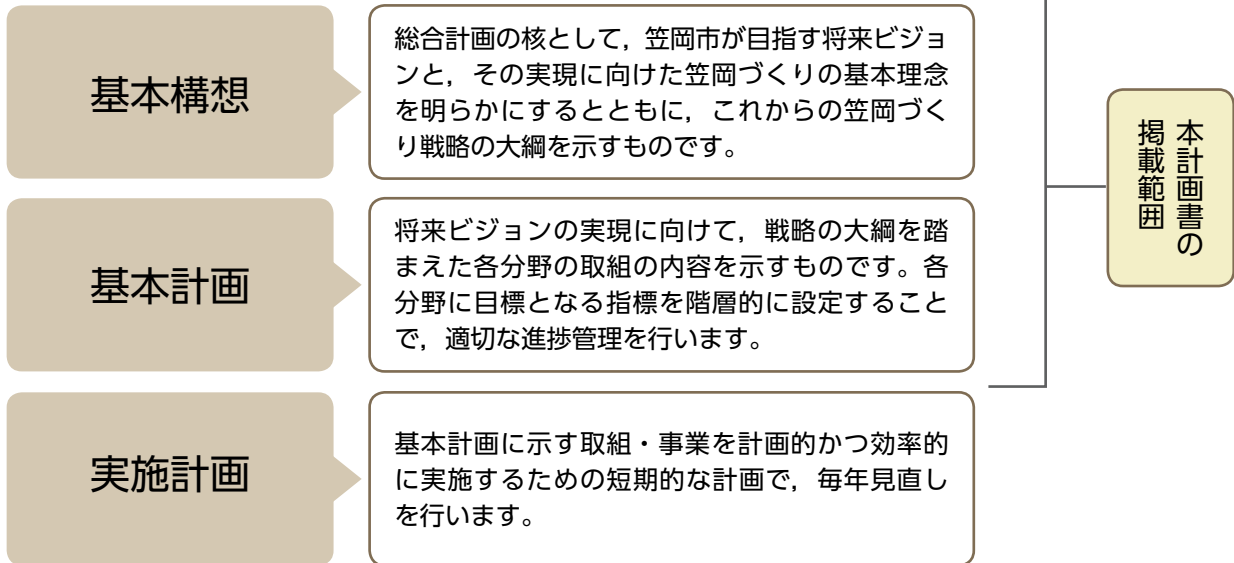 基本構想
総合計画の核として，笠岡市が目指す将来ビジョ
ンと，その実現に向けた笠岡づくりの基本理念
を明らかにするとともに，これからの笠岡づく
り戦略の大綱を示すものです。
基本計画
将来ビジョンの実現に向けて，戦略の大綱を踏
まえた各分野の取組の内容を示すものです。各
分野に目標となる指標を階層的に設定すること
で，適切な進捗管理を行います。
実施計画
基本計画に示す取組・事業を計画的かつ効率的
に実施するための短期的な計画で，毎年見直し
を行います。
本計画書の
掲載範囲